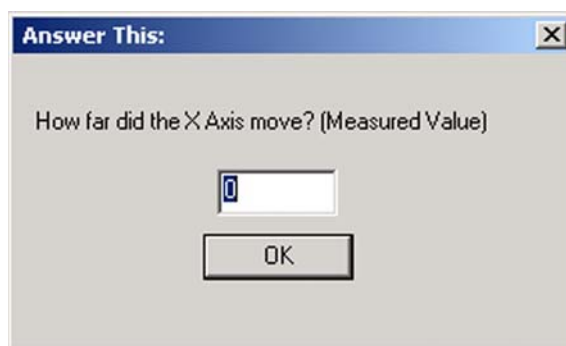 Answer This:
How far did the X Axis move? (Measured Value)
0
OK